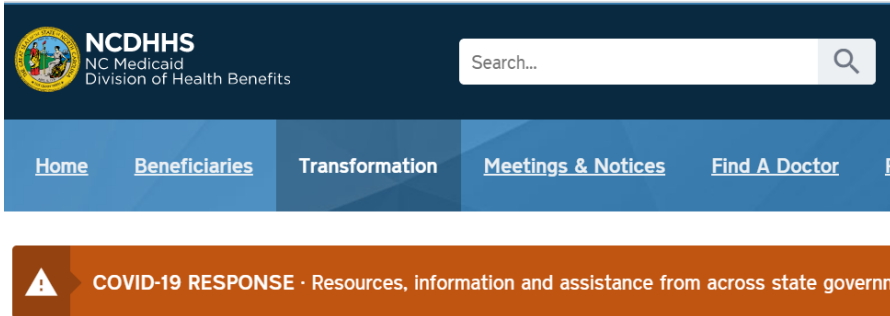 NCDHHS
NC Medicaid
Division of Health Benefits
Search...
Home Beneficiaries Transformation Meetings & Notices Find A Doctor
COVID-19 RESPONSE · Resources, information and assistance from across state